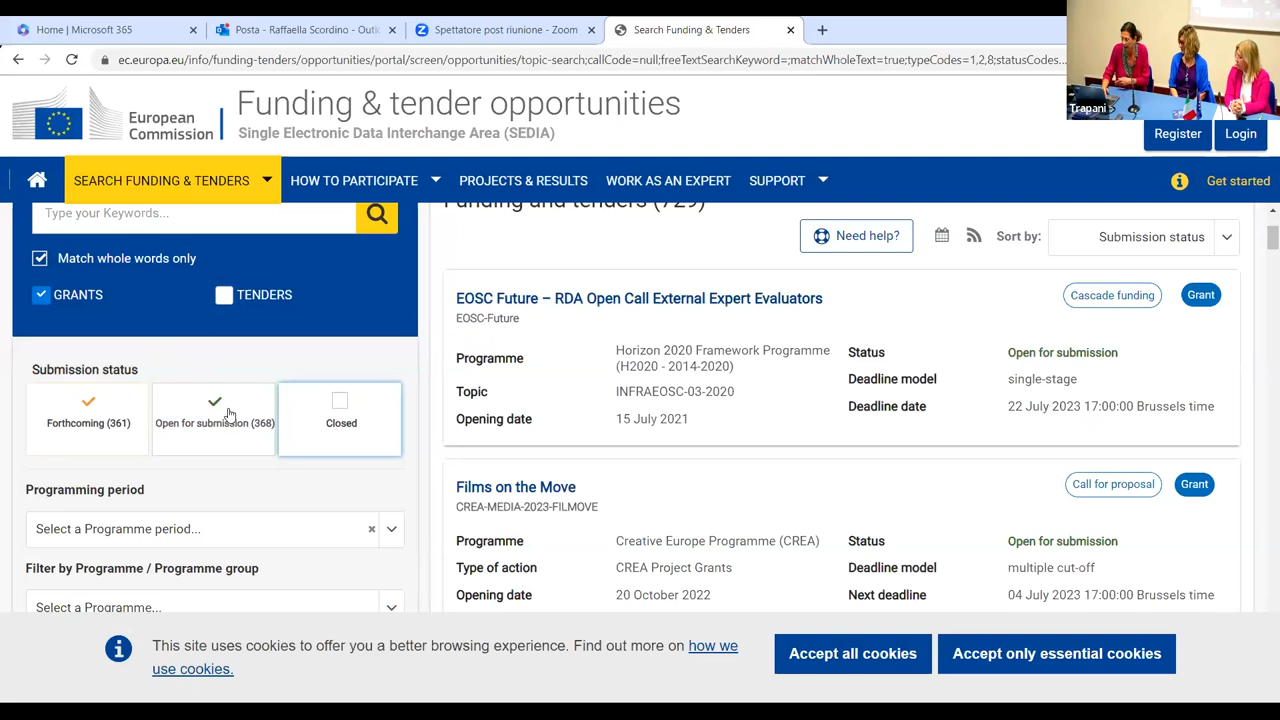 Home | Microsoft 365
Posta - Raffaella Scordino - Outlo
Spettatore post riunione - Zoom
Search Funding & Tenders
ec.europa.eu/info/funding-tenders/opportunities/portal/screen/opportunities/topic-search;callCode=null;freeTextSearchKeyword=;matchWholeText=true;typeCodes=1,2,8;statusCodes...
Trapani
European
Commission
Funding & tender opportunities
Single Electronic Data Interchange Area (SEDIA)
Register
Login
SEARCH FUNDING & TENDERS
HOW TO PARTICIPATE
PROJECTS & RESULTS
WORK AS AN EXPERT
SUPPORT
Get started
Type your Keywords...
Match whole words only
GRANTS
TENDERS
Submission status
Forthcoming (361)
Open for submission (368)
Closed
Programming period
Select a Programme period...
Filter by Programme / Programme group
Select a Programme...
Funding and tenders (729)
Need help?
Sort by:
Submission status
EOSC Future – RDA Open Call External Expert Evaluators
Cascade funding
Grant
EOSC-Future
Programme
Horizon 2020 Framework Programme
(H2020 - 2014-2020)
Topic
INFRAEOSC-03-2020
Opening date
15 July 2021
Status
Open for submission
Deadline model
single-stage
Deadline date
22 July 2023 17:00:00 Brussels time
Films on the Move
Call for proposal
Grant
CREA-MEDIA-2023-FILMOVE
Programme
Creative Europe Programme (CREA)
Type of action
CREA Project Grants
Opening date
20 October 2022
Status
Open for submission
Deadline model
multiple cut-off
Next deadline
04 July 2023 17:00:00 Brussels time
This site uses cookies to offer you a better browsing experience. Find out more on how we
use cookies.
Accept all cookies
Accept only essential cookies